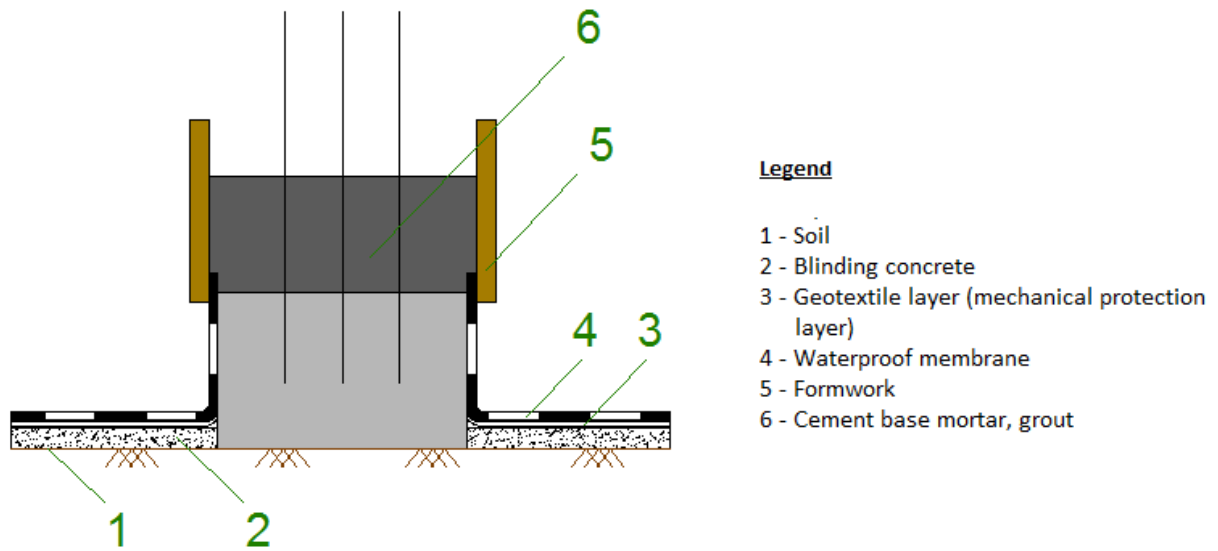 6
5
Legend
1 - Soil
2 - Blinding concrete
3 - Geotextile layer (mechanical protection
layer)
4 - Waterproof membrane
5 - Formwork
6 - Cement base mortar, grout
4 3
1 2